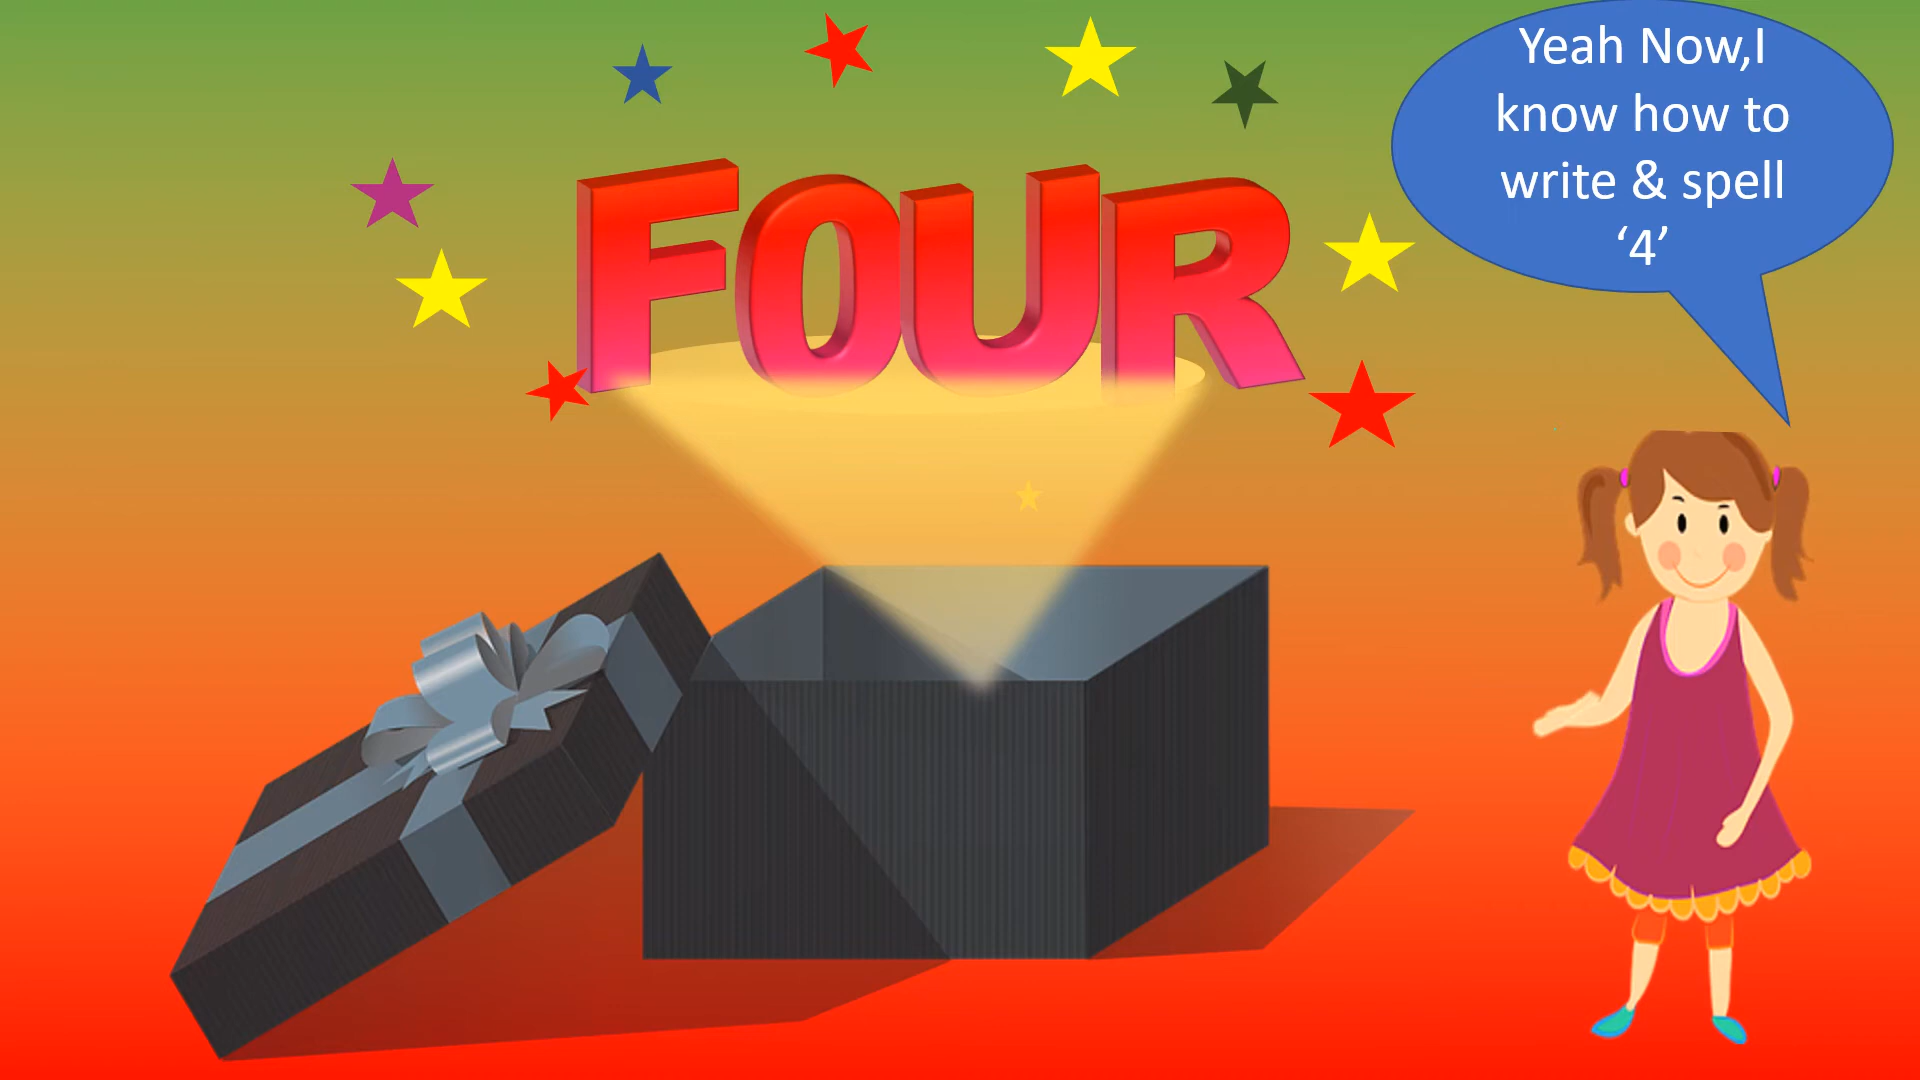 FOUR
Yeah Now,I
know how to
write & spell
‘4’